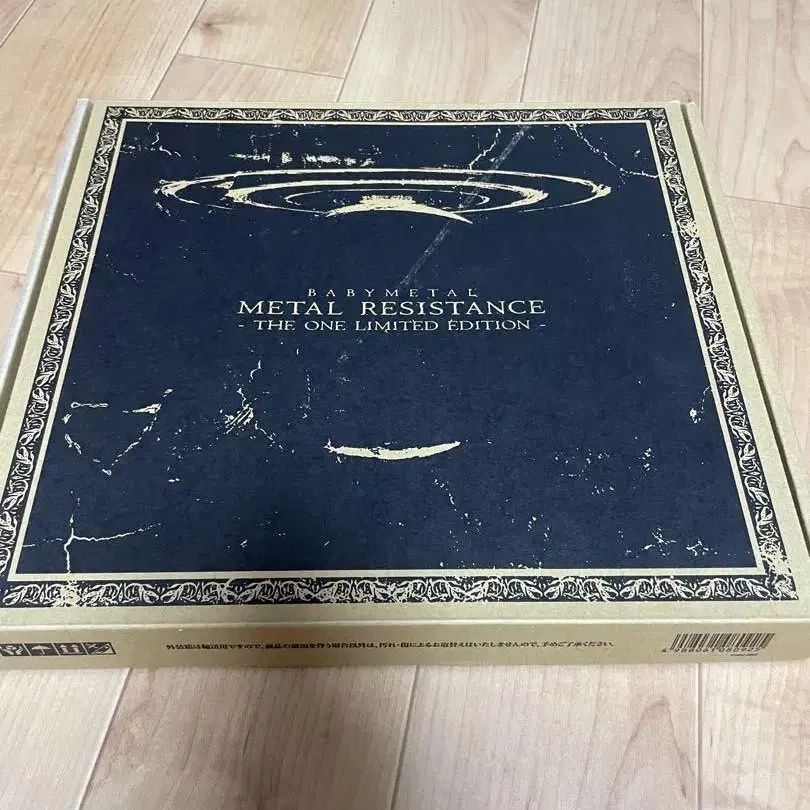 BABYMETAL
METAL RESISTANCE
- THE ONE LIMITED EDITION -
外装箱は輸送用ですので、商品の破損を伴う場合以外は、汚れ・傷によるお取替えはいたしませんので、予めご了承ください。
4 988061 080925